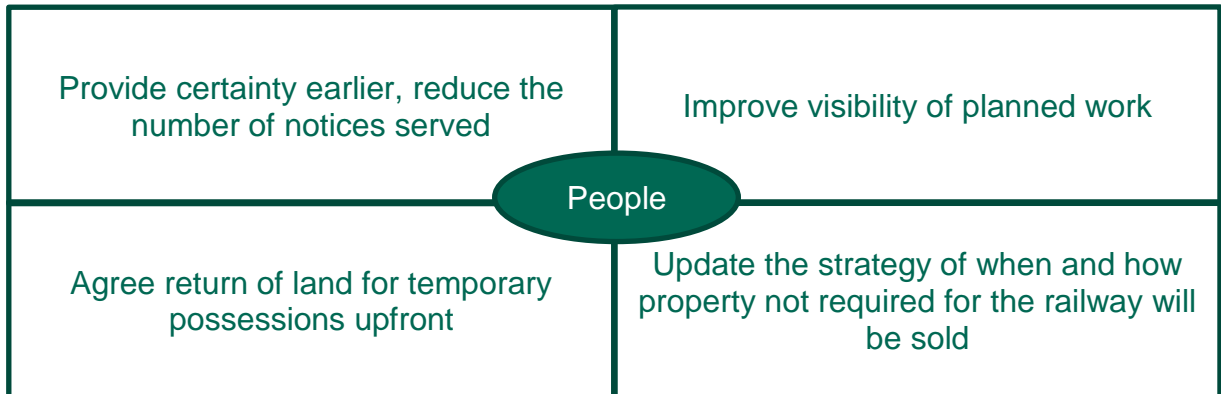 Provide certainty earlier, reduce the
number of notices served
Improve visibility of planned work
People
Agree return of land for temporary
possessions upfront
Update the strategy of when and how
property not required for the railway will
be sold